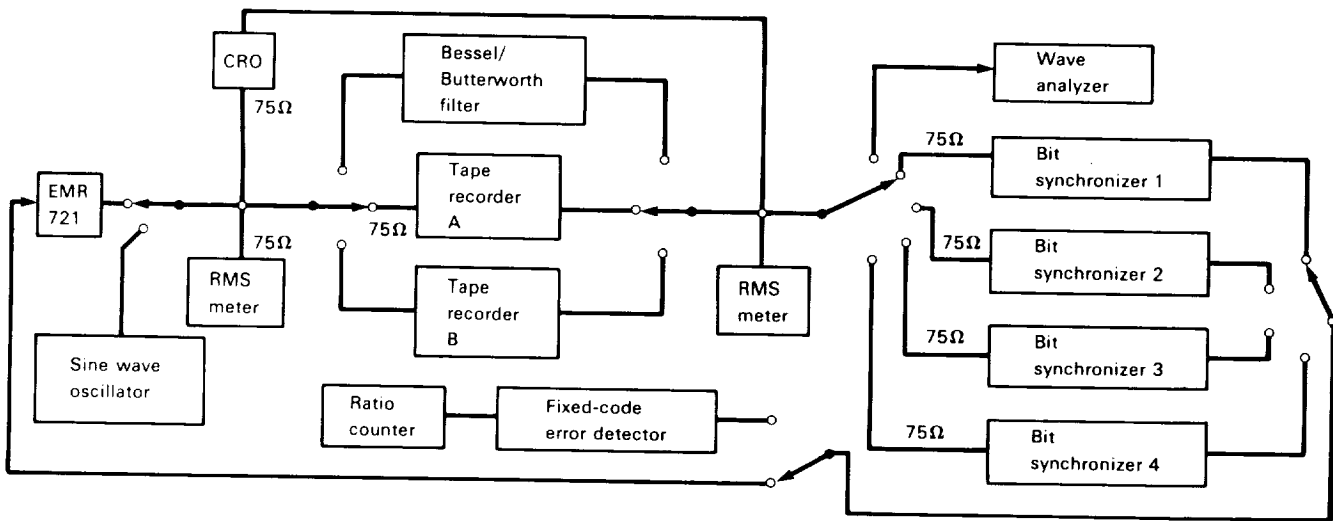 CRO
75Ω
Bessel/
Butterworth
filter
Wave
analyzer
75Ω
Bit
synchronizer 1
EMR
721
Tape
recorder
A
75Ω
75Ω
RMS
meter
Tape
recorder
B
RMS
meter
75Ω
Bit
synchronizer 2
75Ω
Bit
synchronizer 3
Sine wave
oscillator
Ratio
counter
Fixed-code
error detector
75Ω
Bit
synchronizer 4